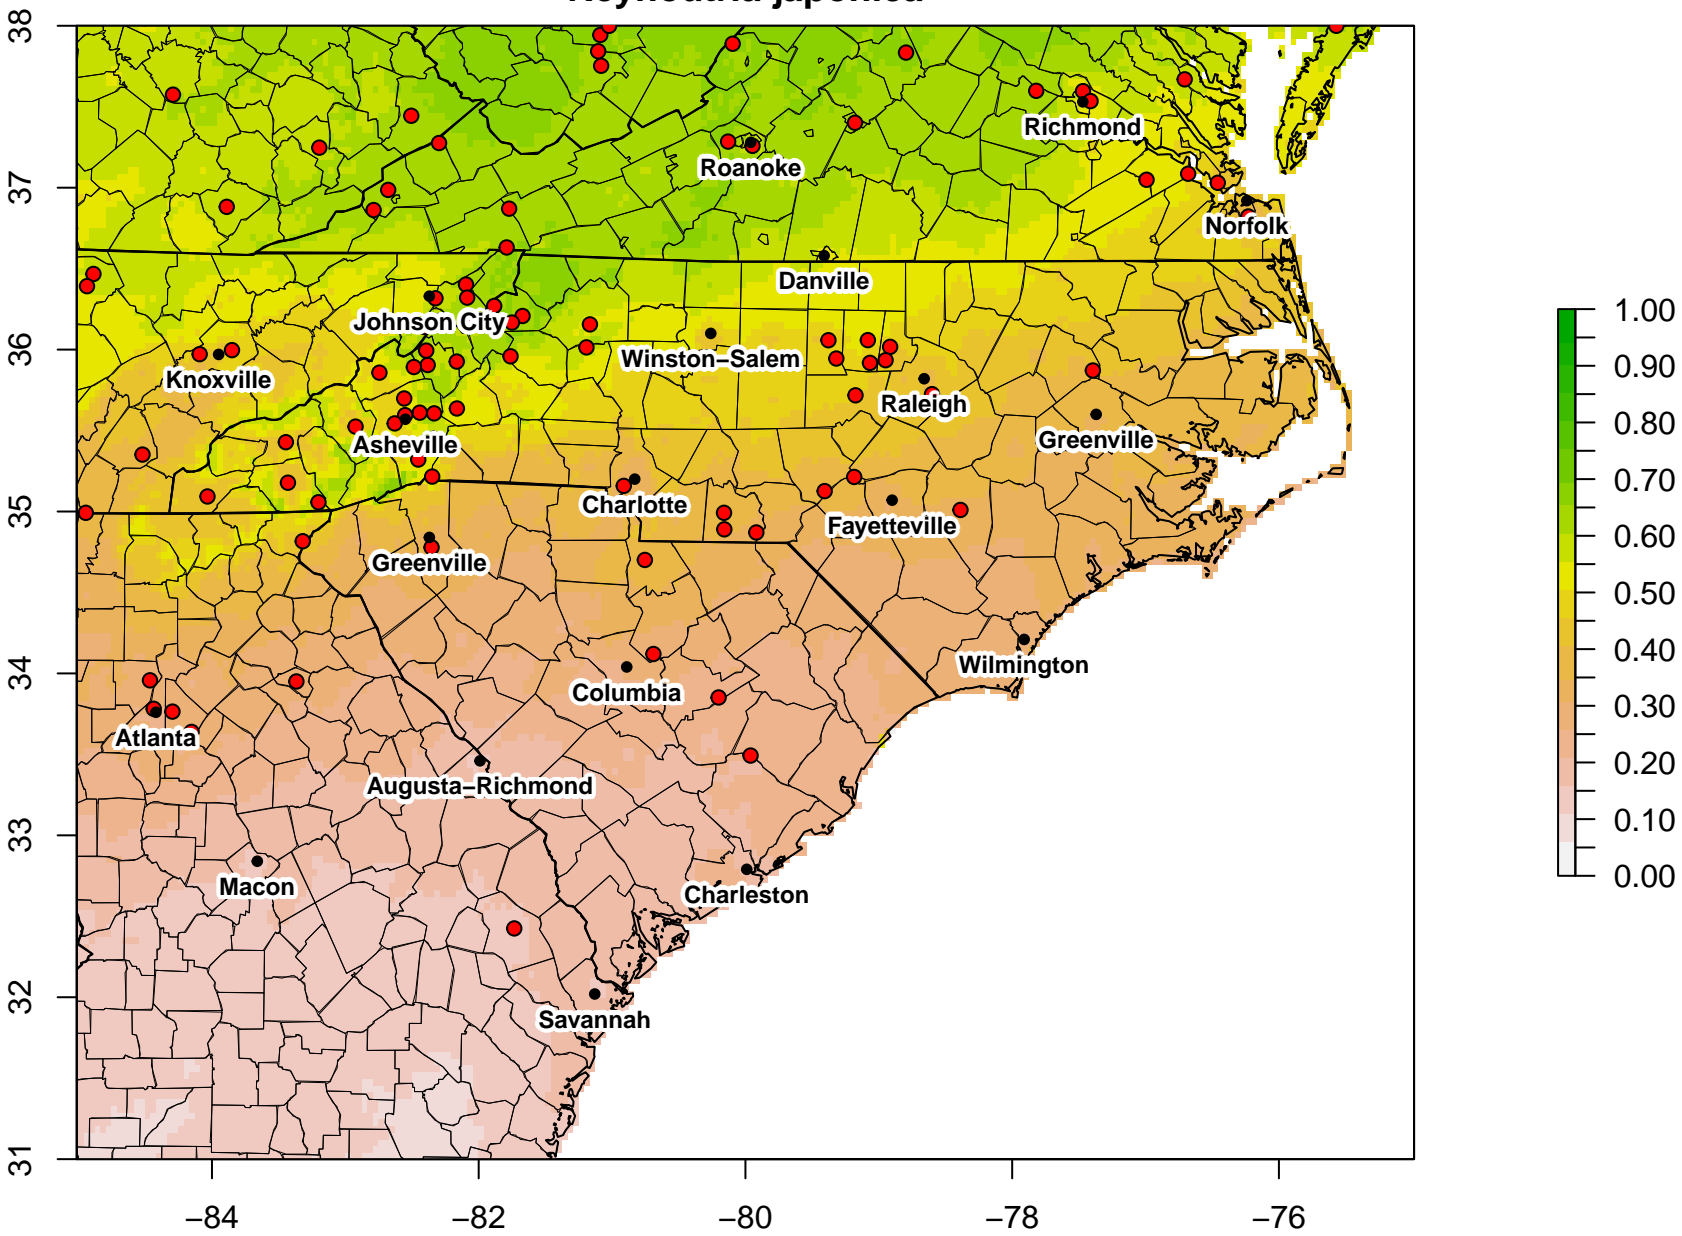 Reynoutria japonica
38
37
36
35
34
33
32
31
Richmond
Roanoke
Norfolk
Danville
Johnson City
Winston–Salem
Knoxville
Raleigh
Asheville
Greenville
Charlotte
Fayetteville
Greenville
Wilmington
Columbia
Atlanta
Augusta–Richmond
Macon
Charleston
Savannah
−84
−82
−80
−78
−76
1.00
0.90
0.80
0.70
0.60
0.50
0.40
0.30
0.20
0.10
0.00